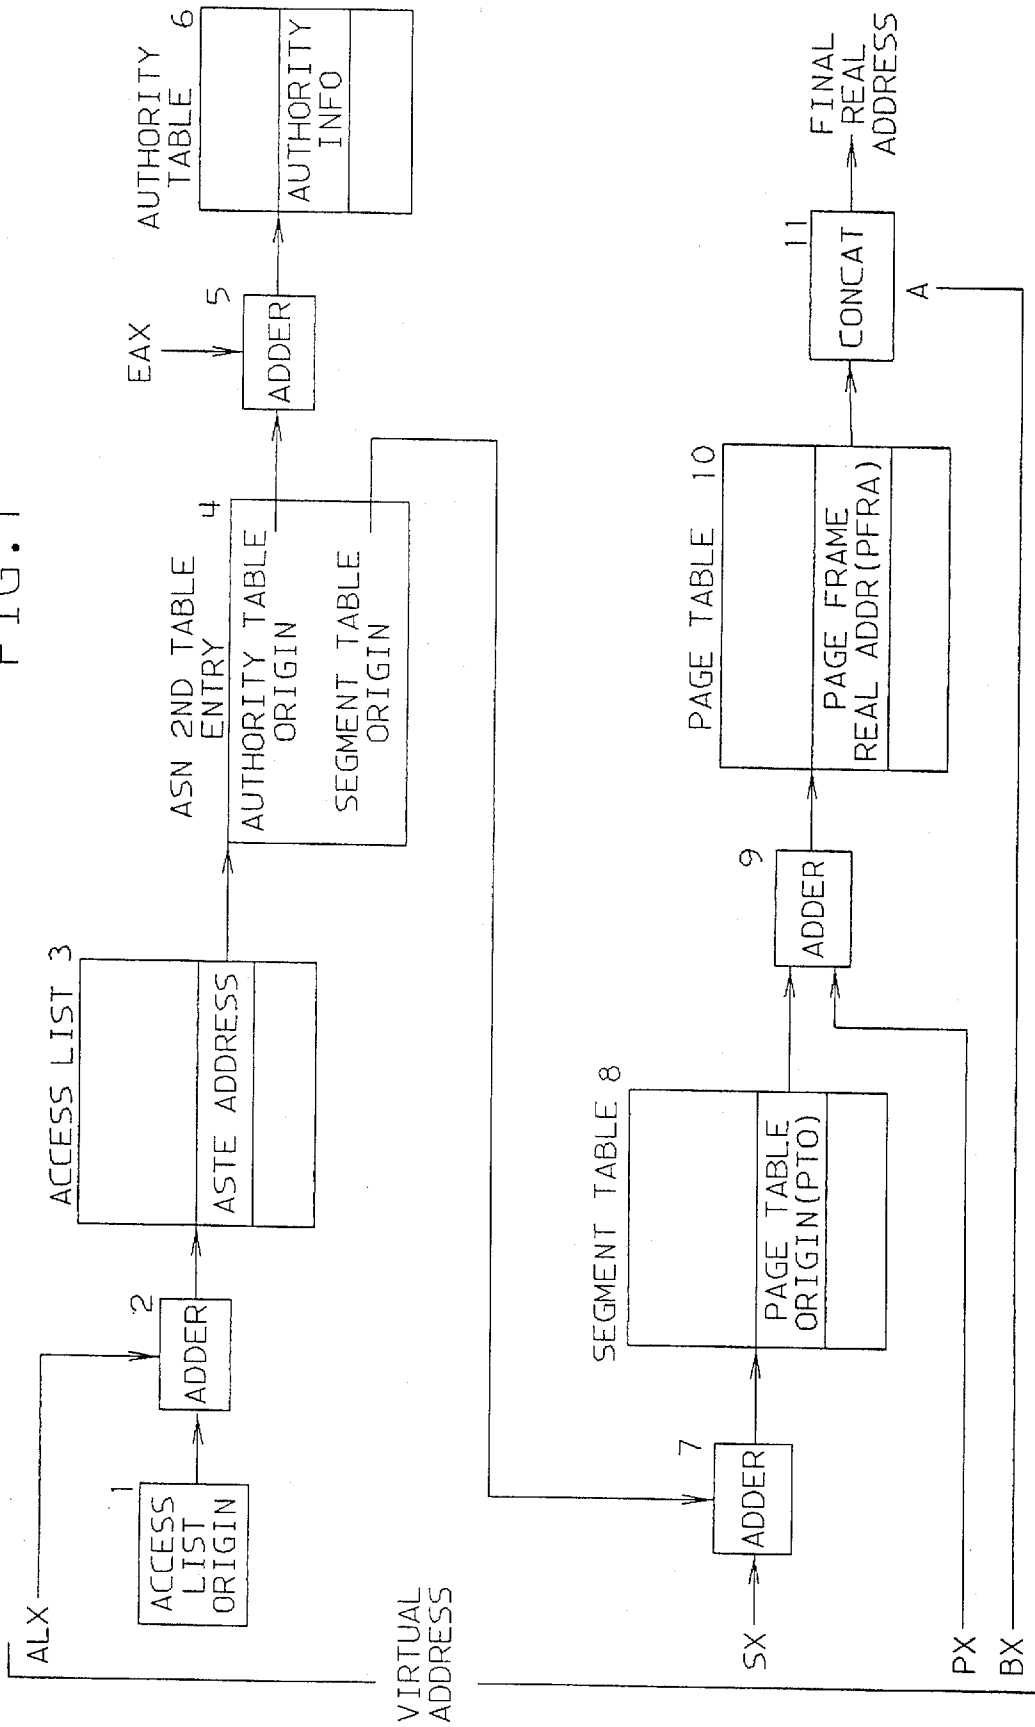 FIG. 1
ALX
1
ACCESS
LIST
ORIGIN
2
ADDER
ACCESS LIST 3
ASTE ADDRESS
ASN 2ND TABLE
ENTRY
4
AUTHORITY TABLE
ORIGIN
SEGMENT TABLE
ORIGIN
EAX
5
ADDER
AUTHORITY
TABLE
6
AUTHORITY
INFO
VIRTUAL
ADDRESS
SX
7
ADDER
SEGMENT TABLE 8
PAGE TABLE
ORIGIN(PTO)
9
ADDER
PAGE TABLE 10
PAGE FRAME
REAL ADDR(PFRA)
11
CONCAT
A
FINAL
REAL
ADDRESS
PX
BX